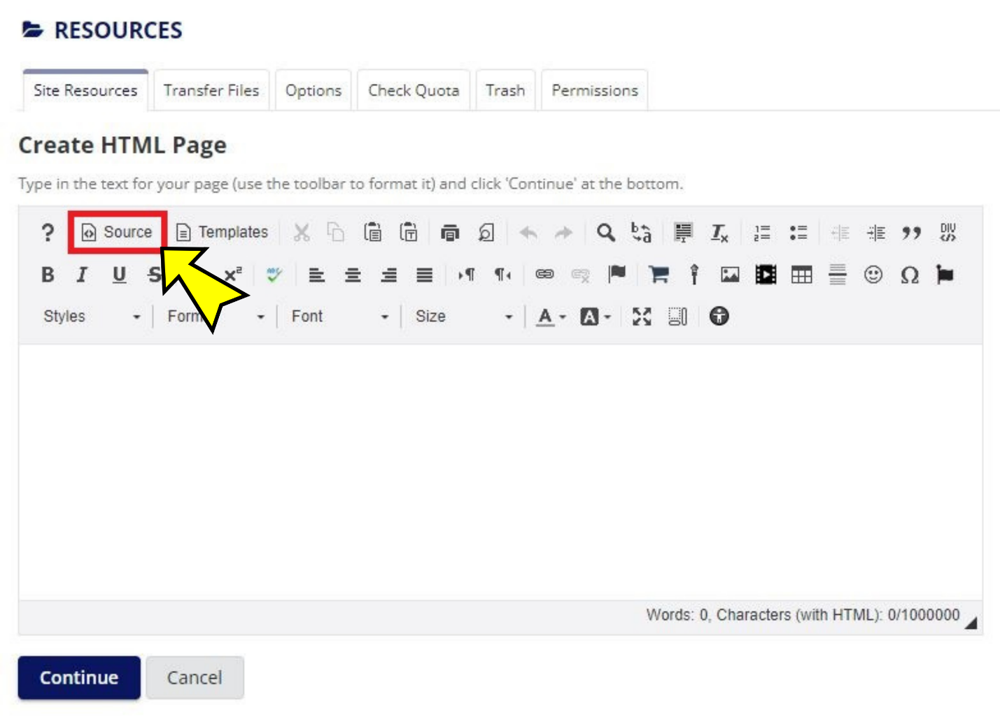 RESOURCES
Site Resources Transfer Files Options Check Quota Trash Permissions
Create HTML Page
Type in the text for your page (use the toolbar to format it) and click 'Continue' at the bottom.
? Source Templates
B I U S x²
Styles Form Font Size A A
Words: 0, Characters (with HTML): 0/1000000
Continue Cancel